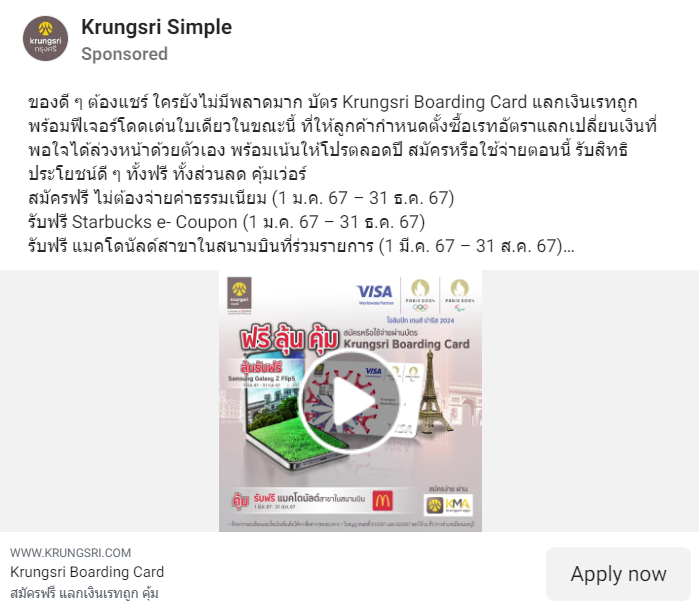 Krungsri Simple
Sponsored
krungsri
กรุงศรี
ของดี ๆ ต้องแชร์ ใครยังไม่มีพลาดมาก บัตร Krungsri Boarding Card แลกเงินเรทถูก
พร้อมฟีเจอร์โดดเด่นใบเดียวในขณะนี้ ที่ให้ลูกค้ากำหนดตั้งซื้อเรทอัตราแลกเปลี่ยนเงินที่
พอใจได้ล่วงหน้าด้วยตัวเอง พร้อมเน้นให้โปรตลอดปี สมัครหรือใช้จ่ายตอนนี้ รับสิทธิ
ประโยชน์ดี ๆ ทั้งฟรี ทั้งส่วนลด คุ้มเว่อร์
สมัครฟรี ไม่ต้องจ่ายค่าธรรมเนียม (1 ม.ค. 67 – 31 ธ.ค. 67)
รับฟรี Starbucks e- Coupon (1 ม.ค. 67 – 31 ธ.ค. 67)
รับฟรี แมคโดนัลด์สาขาในสนามบินที่ร่วมรายการ (1 มี.ค. 67 – 31 ส.ค. 67)...
krungsri
VISA
Worldwide Partner
PARIS 2024
PARIS 2024
โอลิมปิก เกมส์ ปารีส 2024
ฟรี ลุ้น คุ้ม
สมัครหรือใช้จ่ายผ่านบัตร
Krungsri Boarding Card
ลุ้นรับฟรี
Samsung Galaxy Z Flip5
VISA
คุ้ม
รับฟรี แมคโดนัลด์สาขาในสนามบิน
สมัครง่าย ผ่าน
KMA
WWW.KRUNGSRI.COM
Krungsri Boarding Card
สมัครฟรี แลกเงินเรทถูก คุ้ม
Apply now